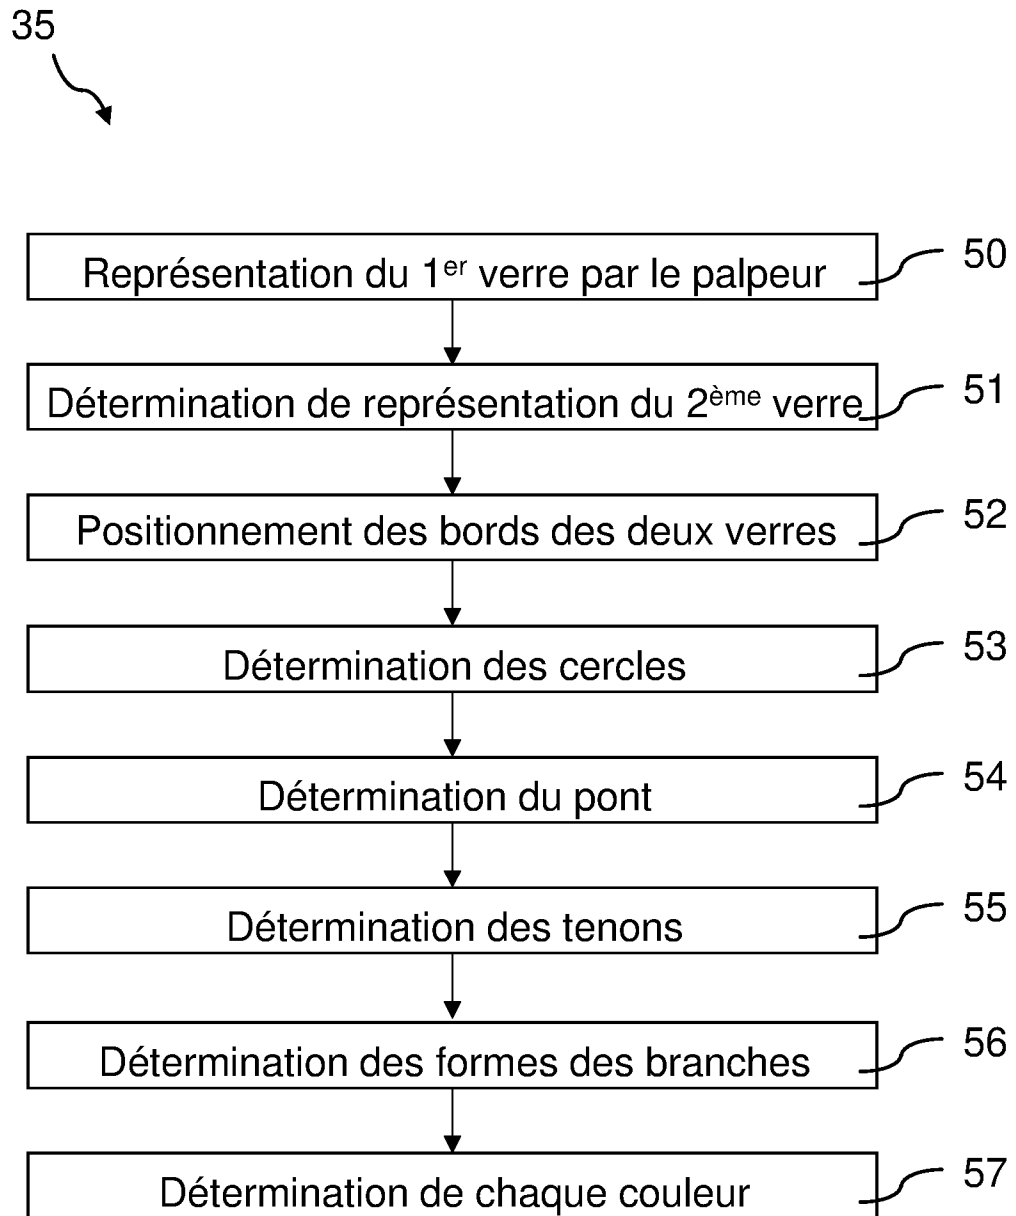 35
Représentation du 1er verre par le palpeur
50
Détermination de représentation du 2ème verre
51
Positionnement des bords des deux verres
52
Détermination des cercles
53
Détermination du pont
54
Détermination des tenons
55
Détermination des formes des branches
56
Détermination de chaque couleur
57